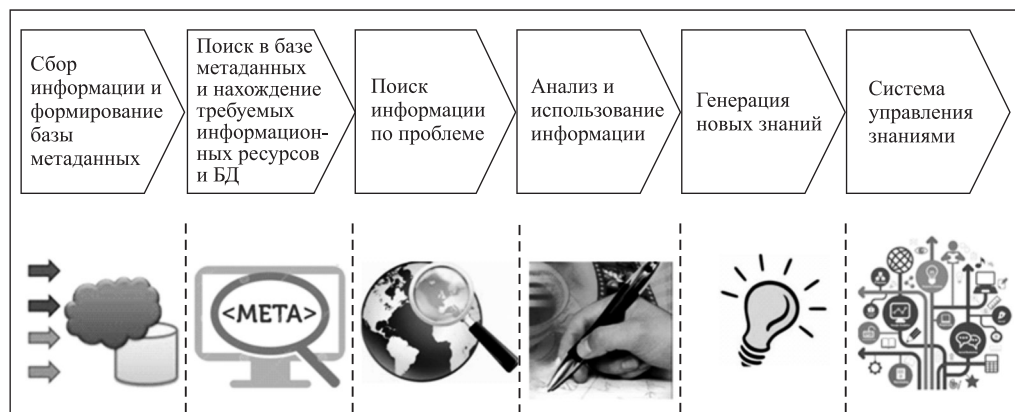 Сбор
информации и
формирование
базы
метаданных
Поиск в базе
метаданных
и нахождение
требуемых
информацион-
ных ресурсов
и БД
Поиск
информации
по проблеме
Анализ и
использование
информации
Генерация
новых знаний
Система
управления
знаниями
<META>